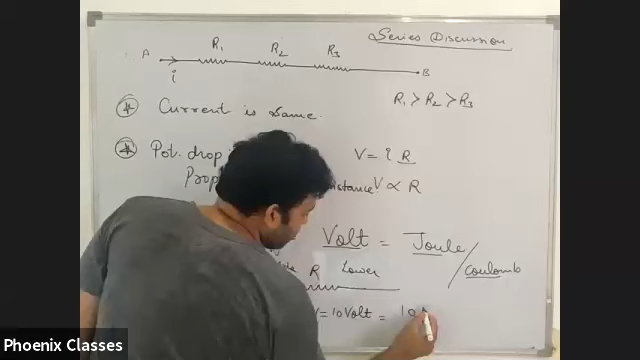 Series Discussion
A R1 R2 R3 B
i
R1 > R2 > R3
Current is same.
Pot. drop
V = i R
V ∝ R
Volt = Joule / coulomb
R Lower
= 10 Volt = 10
Phoenix Classes